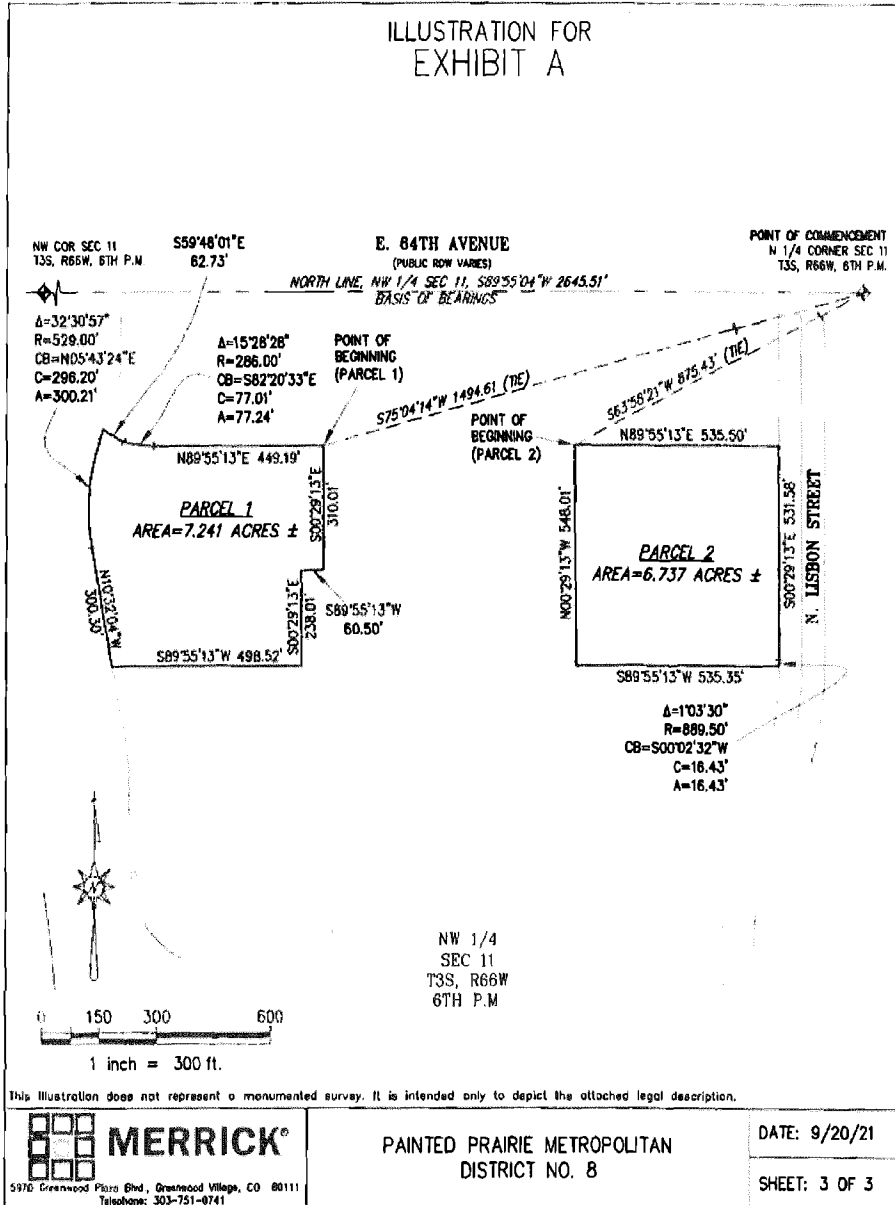 ILLUSTRATION FOR
EXHIBIT A
NW COR SEC 11
T3S, R66W, 6TH P.M.
S59°48'01"E
62.73'
E. 64TH AVENUE
(PUBLIC ROW VARIES)
NORTH LINE, NW 1/4 SEC 11, S89°55'04"W 2645.51'
BASIS OF BEARINGS
POINT OF COMMENCEMENT
N 1/4 CORNER SEC 11
T3S, R66W, 6TH P.M.
Δ=32°30'57"
R=529.00'
CB=N05°43'24"E
C=296.20'
A=300.21'
Δ=15°28'28"
R=286.00'
CB=S82°20'33"E
C=77.01'
A=77.24'
POINT OF
BEGINNING
(PARCEL 1)
S75°04'14"W 1494.61 (TIE)
S63°58'21"W 875.43' (TIE)
POINT OF
BEGINNING
(PARCEL 2)
N89°55'13"E 449.19'
N89°55'13"E 535.50'
PARCEL 1
AREA=7.241 ACRES ±
S00°29'13"E
310.01'
S89°55'13"W
60.50'
S00°29'13"E
238.01'
N10°32'04"W
300.30'
S89°55'13"W 498.52'
N00°29'13"W 548.01'
PARCEL 2
AREA=6.737 ACRES ±
S00°29'13"E 531.58'
N. LISBON STREET
S89°55'13"W 535.35'
Δ=1°03'30"
R=889.50'
CB=S00°02'32"W
C=16.43'
A=16.43'
N
NW 1/4
SEC 11
T3S, R66W
6TH P.M
0 150 300 600
1 inch = 300 ft.
This illustration does not represent a monumented survey. It is intended only to depict the attached legal description.
MERRICK®
5970 Greenwood Plaza Blvd, Greenwood Village, CO 80111
Telephone: 303-751-0741
PAINTED PRAIRIE METROPOLITAN
DISTRICT NO. 8
DATE: 9/20/21
SHEET: 3 OF 3